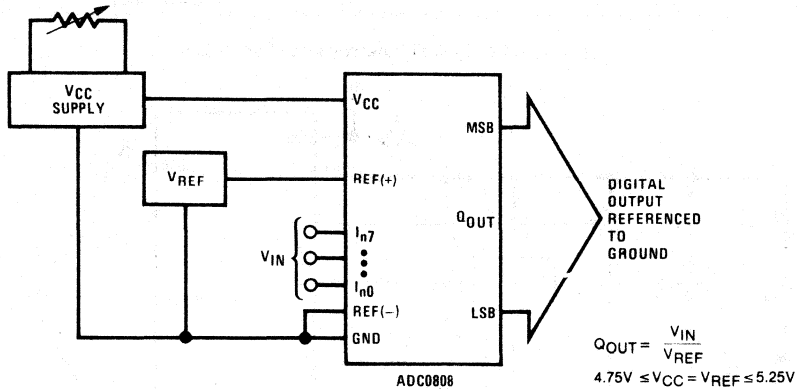 VCC
SUPPLY
VREF
VCC
REF(+)
VIN
In7
In0
REF(−)
GND
MSB
QOUT
LSB
ADC0808
DIGITAL
OUTPUT
REFERENCED
TO
GROUND
QOUT = VIN
VREF
4.75V ≤ VCC = VREF ≤ 5.25V